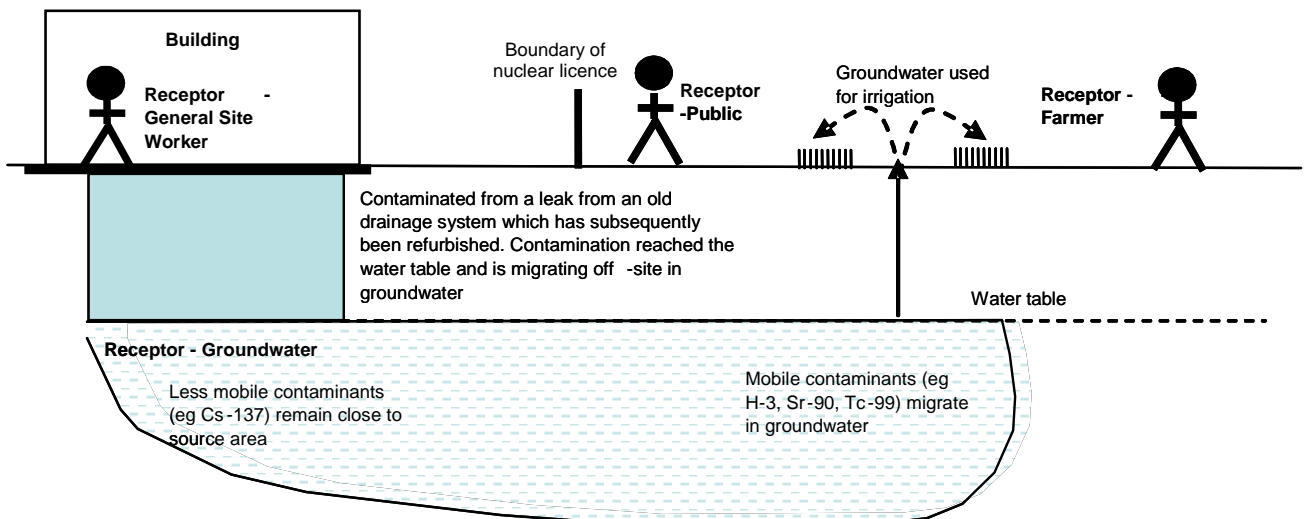 Building
Receptor -
General Site
Worker
Boundary of
nuclear licence
Receptor
-Public
Groundwater used
for irrigation
Receptor -
Farmer
Contaminated from a leak from an old
drainage system which has subsequently
been refurbished. Contamination reached the
water table and is migrating off -site in
groundwater
Water table
Receptor - Groundwater
Less mobile contaminants
(eg Cs-137) remain close to
source area
Mobile contaminants (eg
H-3, Sr-90, Tc-99) migrate
in groundwater